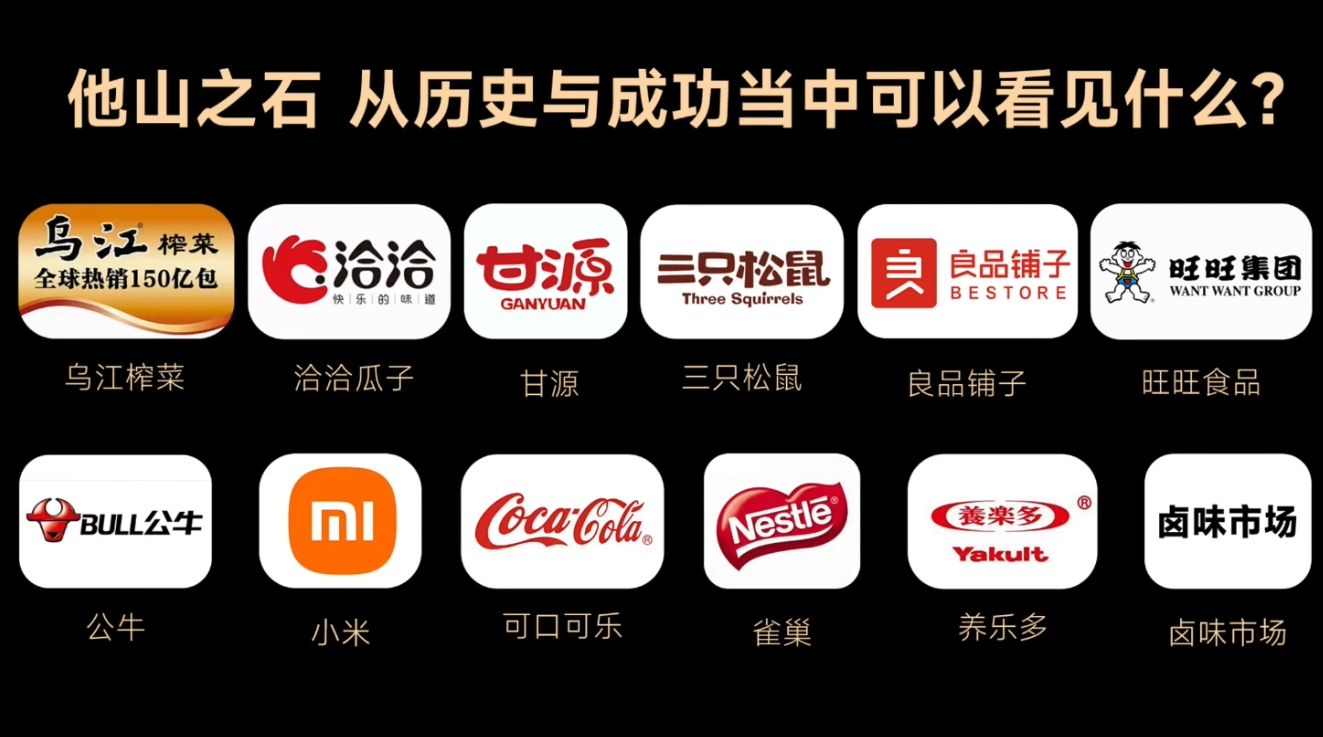 他山之石 从历史与成功当中可以看见什么?
乌江® 榨菜
全球热销150亿包
洽洽
快乐的味道
甘源
GANYUAN
三只松鼠
Three Squirrels
良品铺子
BESTORE
旺旺集团
WANT WANT GROUP
乌江榨菜
洽洽瓜子
甘源
三只松鼠
良品铺子
旺旺食品
BULL公牛
mi
Coca-Cola®
Nestlé®
養楽多®
Yakult
卤味市场
公牛
小米
可口可乐
雀巢
养乐多
卤味市场